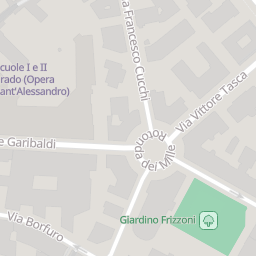 a Francesco Cucchi
cuole I e II
rado (Opera
ant'Alessandro)
Via Vittore Tasca
Rotonda dei Mille
e Garibaldi
Giardino Frizzoni
Via Borfuro